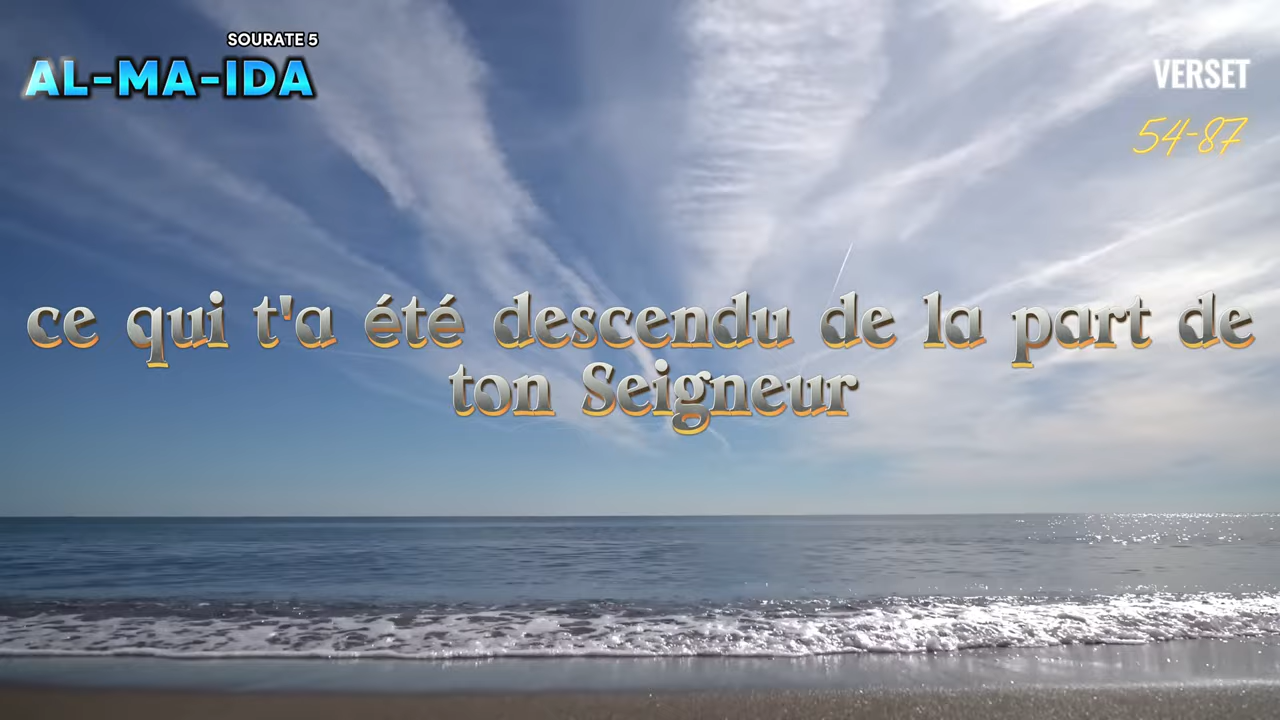 SOURATE 5
AL-MA-IDA
VERSET
54-87
ce qui t'a été descendu de la part de
ton Seigneur